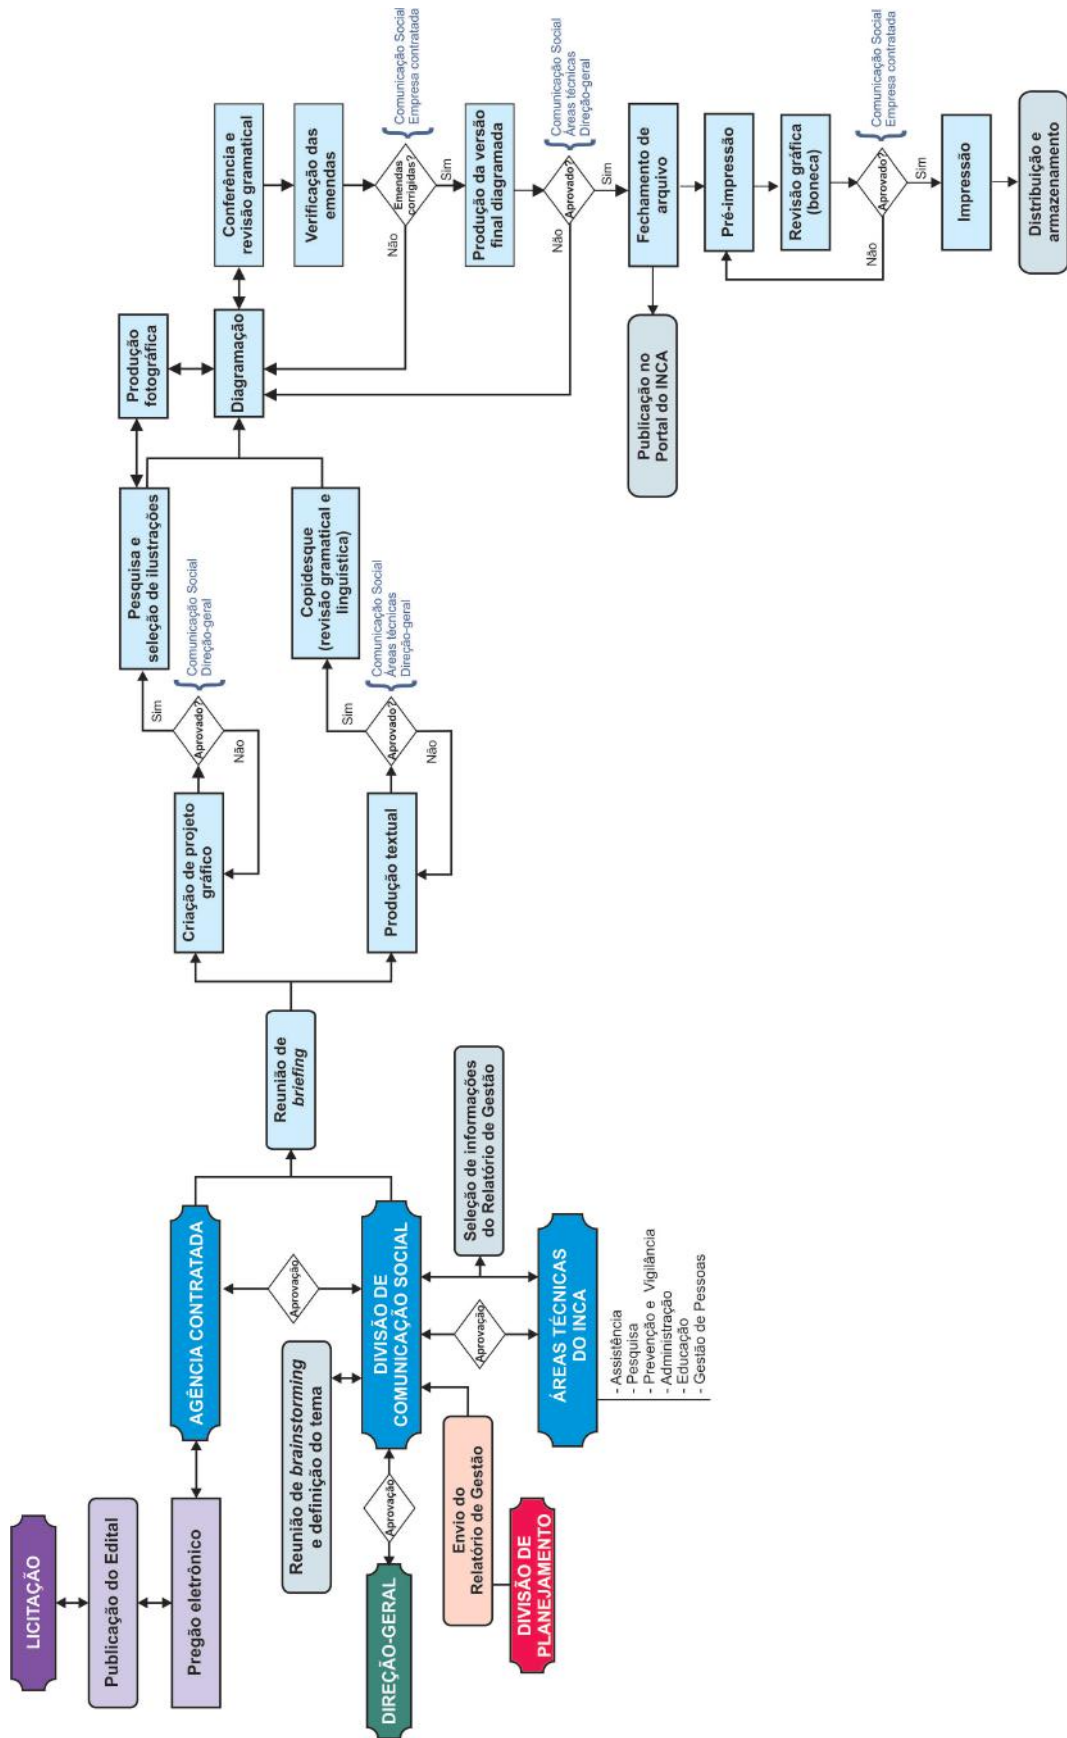 LICITAÇÃO
Publicação do Edital
Pregão eletrônico
AGÊNCIA CONTRATADA
Aprovação
Reunião de brainstorming
e definição do tema
DIREÇÃO-GERAL
Aprovação
DIVISÃO DE
COMUNICAÇÃO SOCIAL
Envio do
Relatório de Gestão
DIVISÃO DE
PLANEJAMENTO
Aprovação
Seleção de informações
do Relatório de Gestão
ÁREAS TÉCNICAS
DO INCA
- Assistência
- Pesquisa
- Prevenção e Vigilância
- Administração
- Educação
- Gestão de Pessoas
Reunião de
briefing
Criação de projeto
gráfico
Aprovado?
Sim
Não
Comunicação Social
Direção-geral
Pesquisa e
seleção de ilustrações
Produção textual
Aprovado?
Sim
Não
Comunicação Social
Áreas técnicas
Direção-geral
Copidesque
(revisão gramatical e
linguística)
Produção
fotográfica
Diagramação
Conferência e
revisão gramatical
Verificação das
emendas
Emendas
corrigidas?
Não
Sim
Comunicação Social
Empresa contratada
Produção da versão
final diagramada
Aprovado?
Não
Sim
Comunicação Social
Áreas técnicas
Direção-geral
Fechamento de
arquivo
Publicação no
Portal do INCA
Pré-impressão
Revisão gráfica
(boneca)
Aprovado?
Não
Sim
Comunicação Social
Empresa contratada
Impressão
Distribuição e
armazenamento